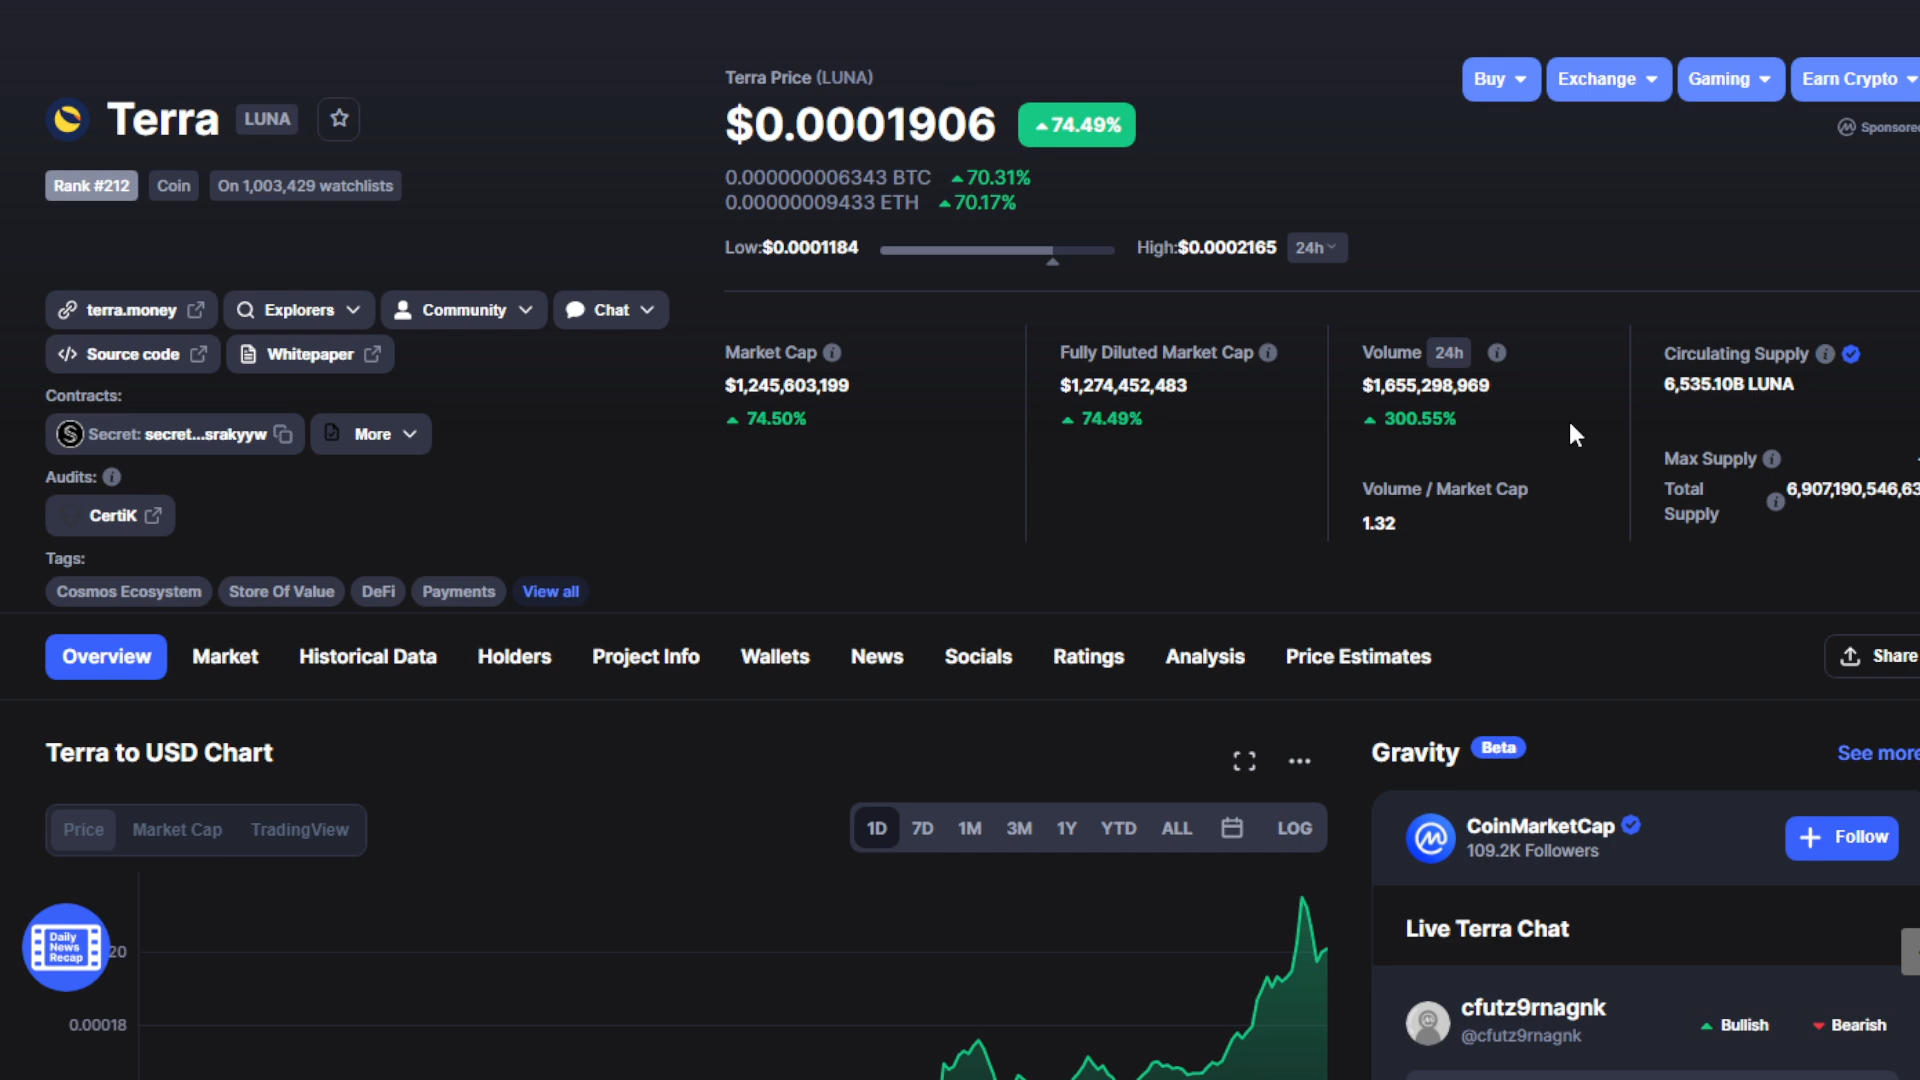 Terra Price (LUNA)
Buy
Exchange
Gaming
Earn Crypto
Terra LUNA
$0.0001906 74.49%
Sponsored
Rank #212
Coin
On 1,003,429 watchlists
0.000000006343 BTC 70.31%
0.00000009433 ETH 70.17%
Low:$0.0001184
High:$0.0002165
24h
terra.money
Explorers
Community
Chat
Source code
Whitepaper
Contracts:
Secret: secret...srakyyw
More
Audits:
CertiK
Tags:
Cosmos Ecosystem
Store Of Value
DeFi
Payments
View all
Market Cap
$1,245,603,199
74.50%
Fully Diluted Market Cap
$1,274,452,483
74.49%
Volume 24h
$1,655,298,969
300.55%
Volume / Market Cap
1.32
Circulating Supply
6,535.10B LUNA
Max Supply
Total Supply
6,907,190,546,63
Overview
Market
Historical Data
Holders
Project Info
Wallets
News
Socials
Ratings
Analysis
Price Estimates
Share
Terra to USD Chart
Price
Market Cap
TradingView
1D
7D
1M
3M
1Y
YTD
ALL
LOG
Daily
News
Recap
20
0.00018
Gravity Beta
See more
CoinMarketCap
109.2K Followers
Follow
Live Terra Chat
cfutz9rnagnk
@cfutz9rnagnk
Bullish
Bearish